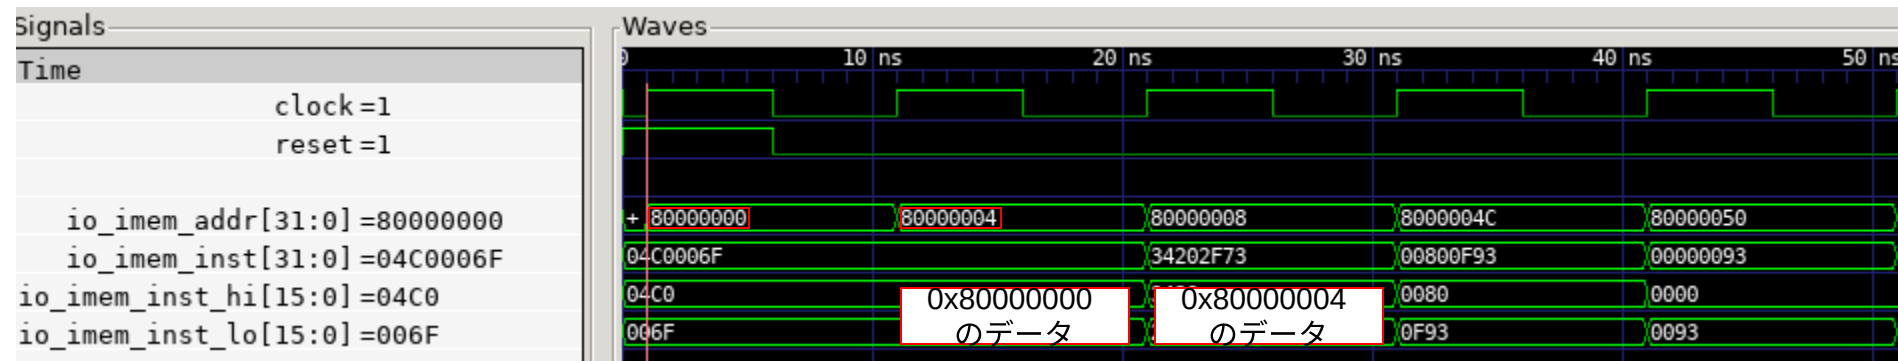 Signals
Waves
Time
0 10 ns 20 ns 30 ns 40 ns 50 ns
clock =1
reset =1
io_imem_addr[31:0] =80000000
+ 80000000 80000004 80000008 8000004C 80000050
io_imem_inst[31:0] =04C0006F
04C0006F 34202F73 00800F93 00000093
io_imem_inst_hi[15:0] =04C0
04C0 0080 0000
io_imem_inst_lo[15:0] =006F
006F 0F93 0093
0x80000000
のデータ
0x80000004
のデータ